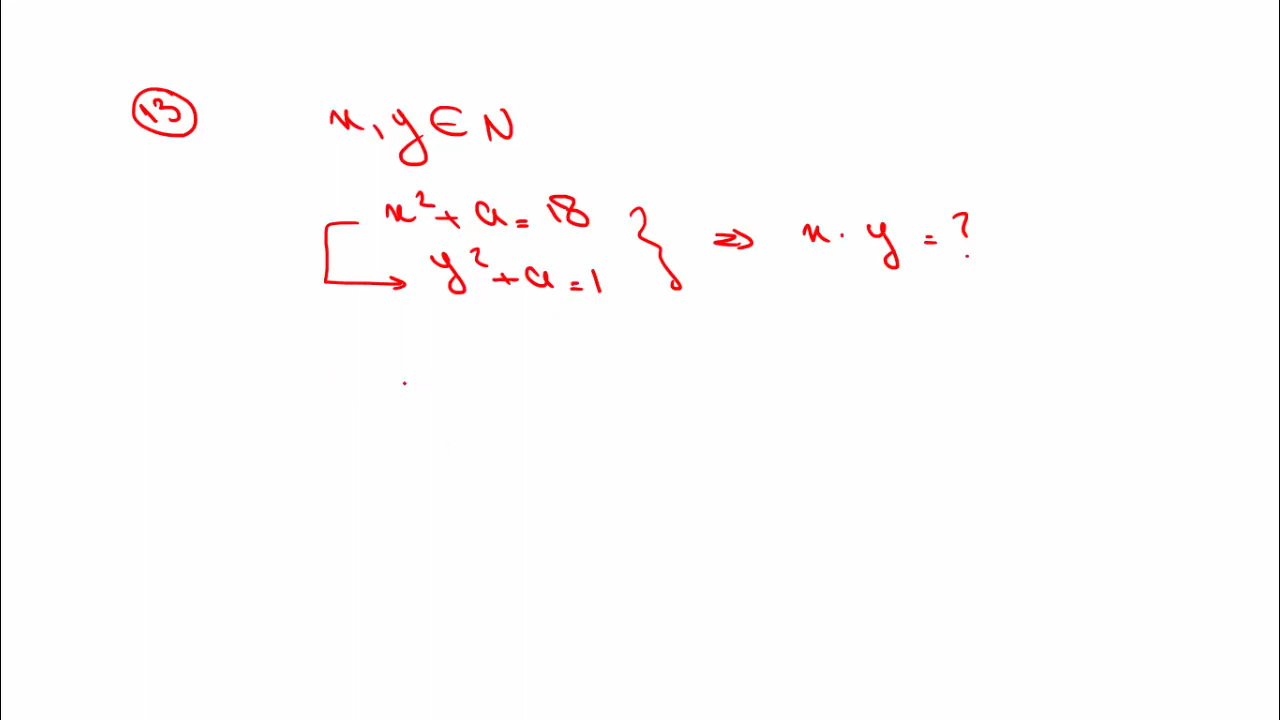 13
x, y ∈ N
x² + a = 18
y² + a = 1
⇒ x · y = ?